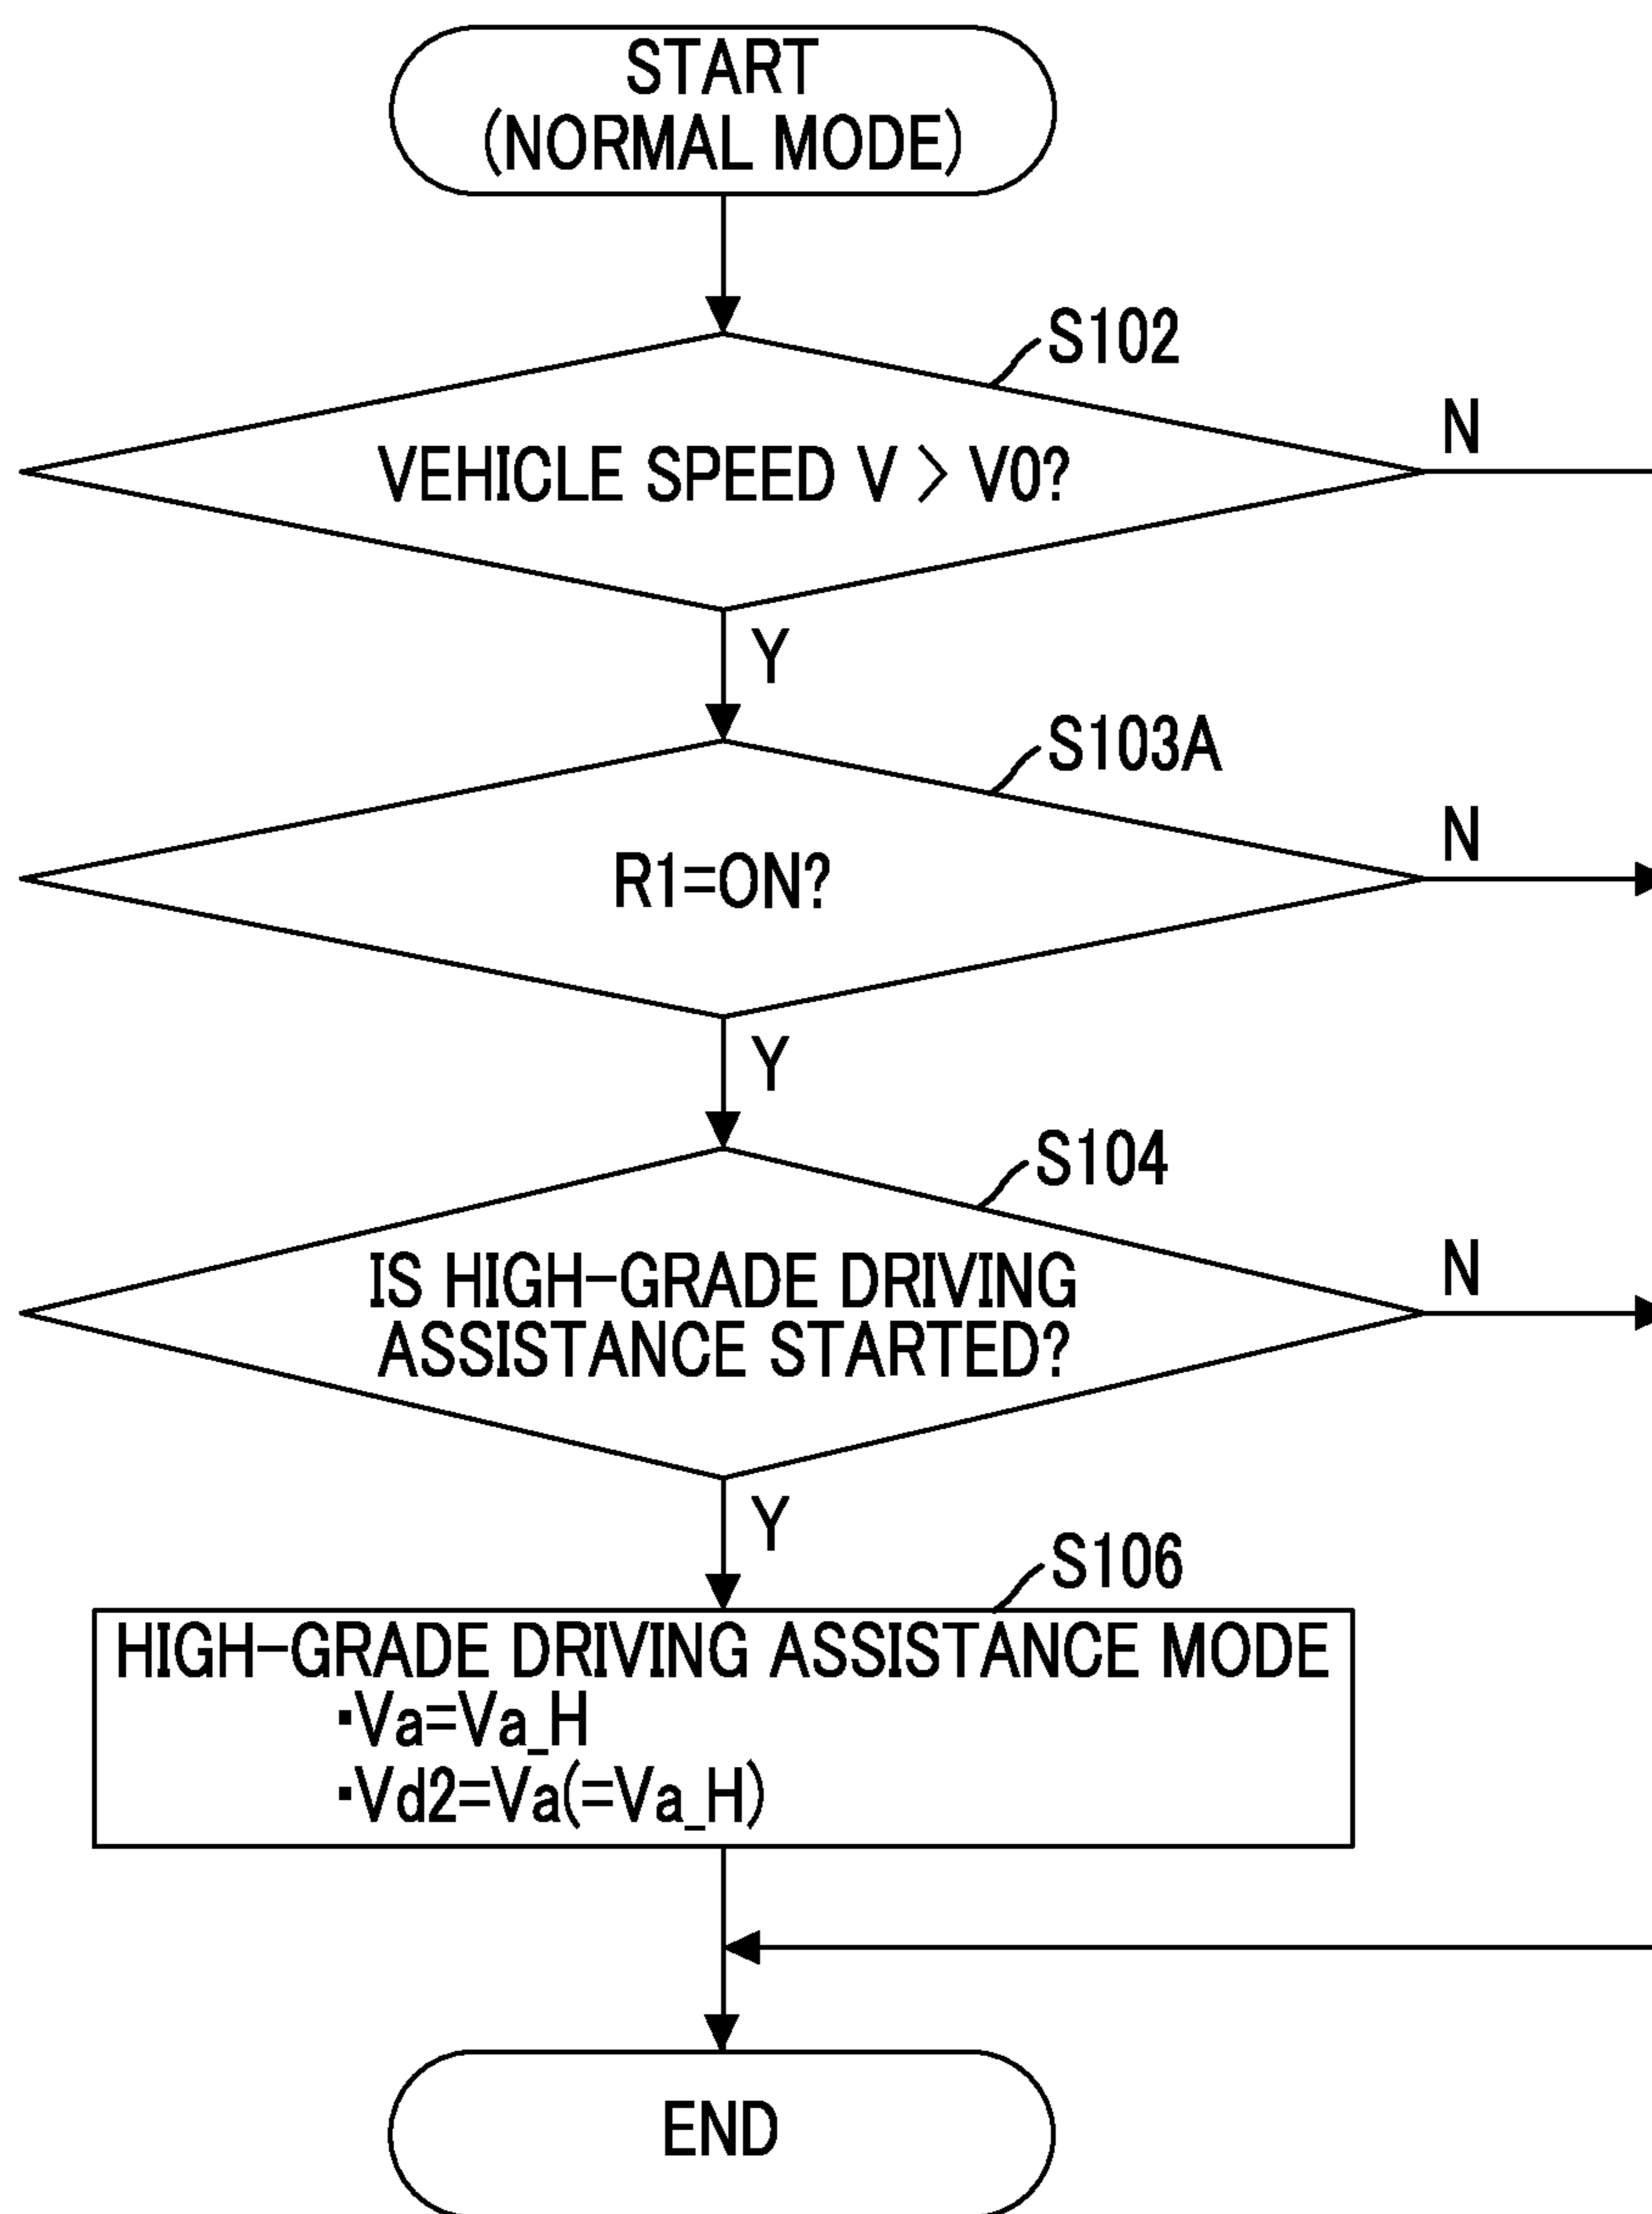 START
(NORMAL MODE)
S102
N
VEHICLE SPEED V > V0?
Y
S103A
N
R1=ON?
Y
S104
N
IS HIGH-GRADE DRIVING
ASSISTANCE STARTED?
Y
S106
HIGH-GRADE DRIVING ASSISTANCE MODE
▪Va=Va_H
▪Vd2=Va(=Va_H)
END